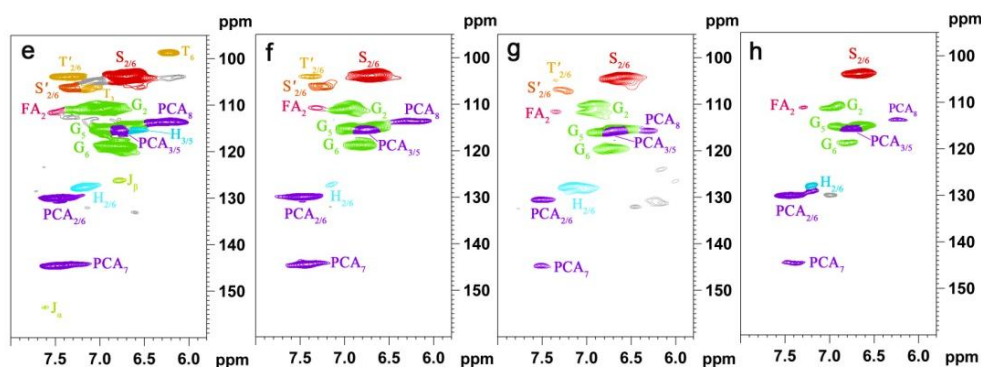 ppm ppm ppm ppm
e
T'₂/₆
S₂/₆
T₆
S'₂/₆
T₃
FA₂
G₂
PCA₈
G₅
H₃/₅
PCA₃/₅
G₆
J_β
H₂/₆
PCA₂/₆
PCA₇
J_α
100
110
120
130
140
150
7.5 7.0 6.5 6.0 ppm
f
T'₂/₆
S₂/₆
S'₂/₆
FA₂
G₂
PCA₈
G₅
PCA₃/₅
G₆
H₂/₆
PCA₂/₆
PCA₇
100
110
120
130
140
150
7.5 7.0 6.5 6.0 ppm
g
S₂/₆
T'₂/₆
S'₂/₆
FA₂
G₂
PCA₈
G₅
PCA₃/₅
G₆
PCA₂/₆
H₂/₆
PCA₇
100
110
120
130
140
150
7.5 7.0 6.5 6.0 ppm
h
S₂/₆
FA₂
G₂
PCA₈
G₅
PCA₃/₅
G₆
H₂/₆
PCA₂/₆
PCA₇
100
110
120
130
140
150
7.5 7.0 6.5 6.0 ppm